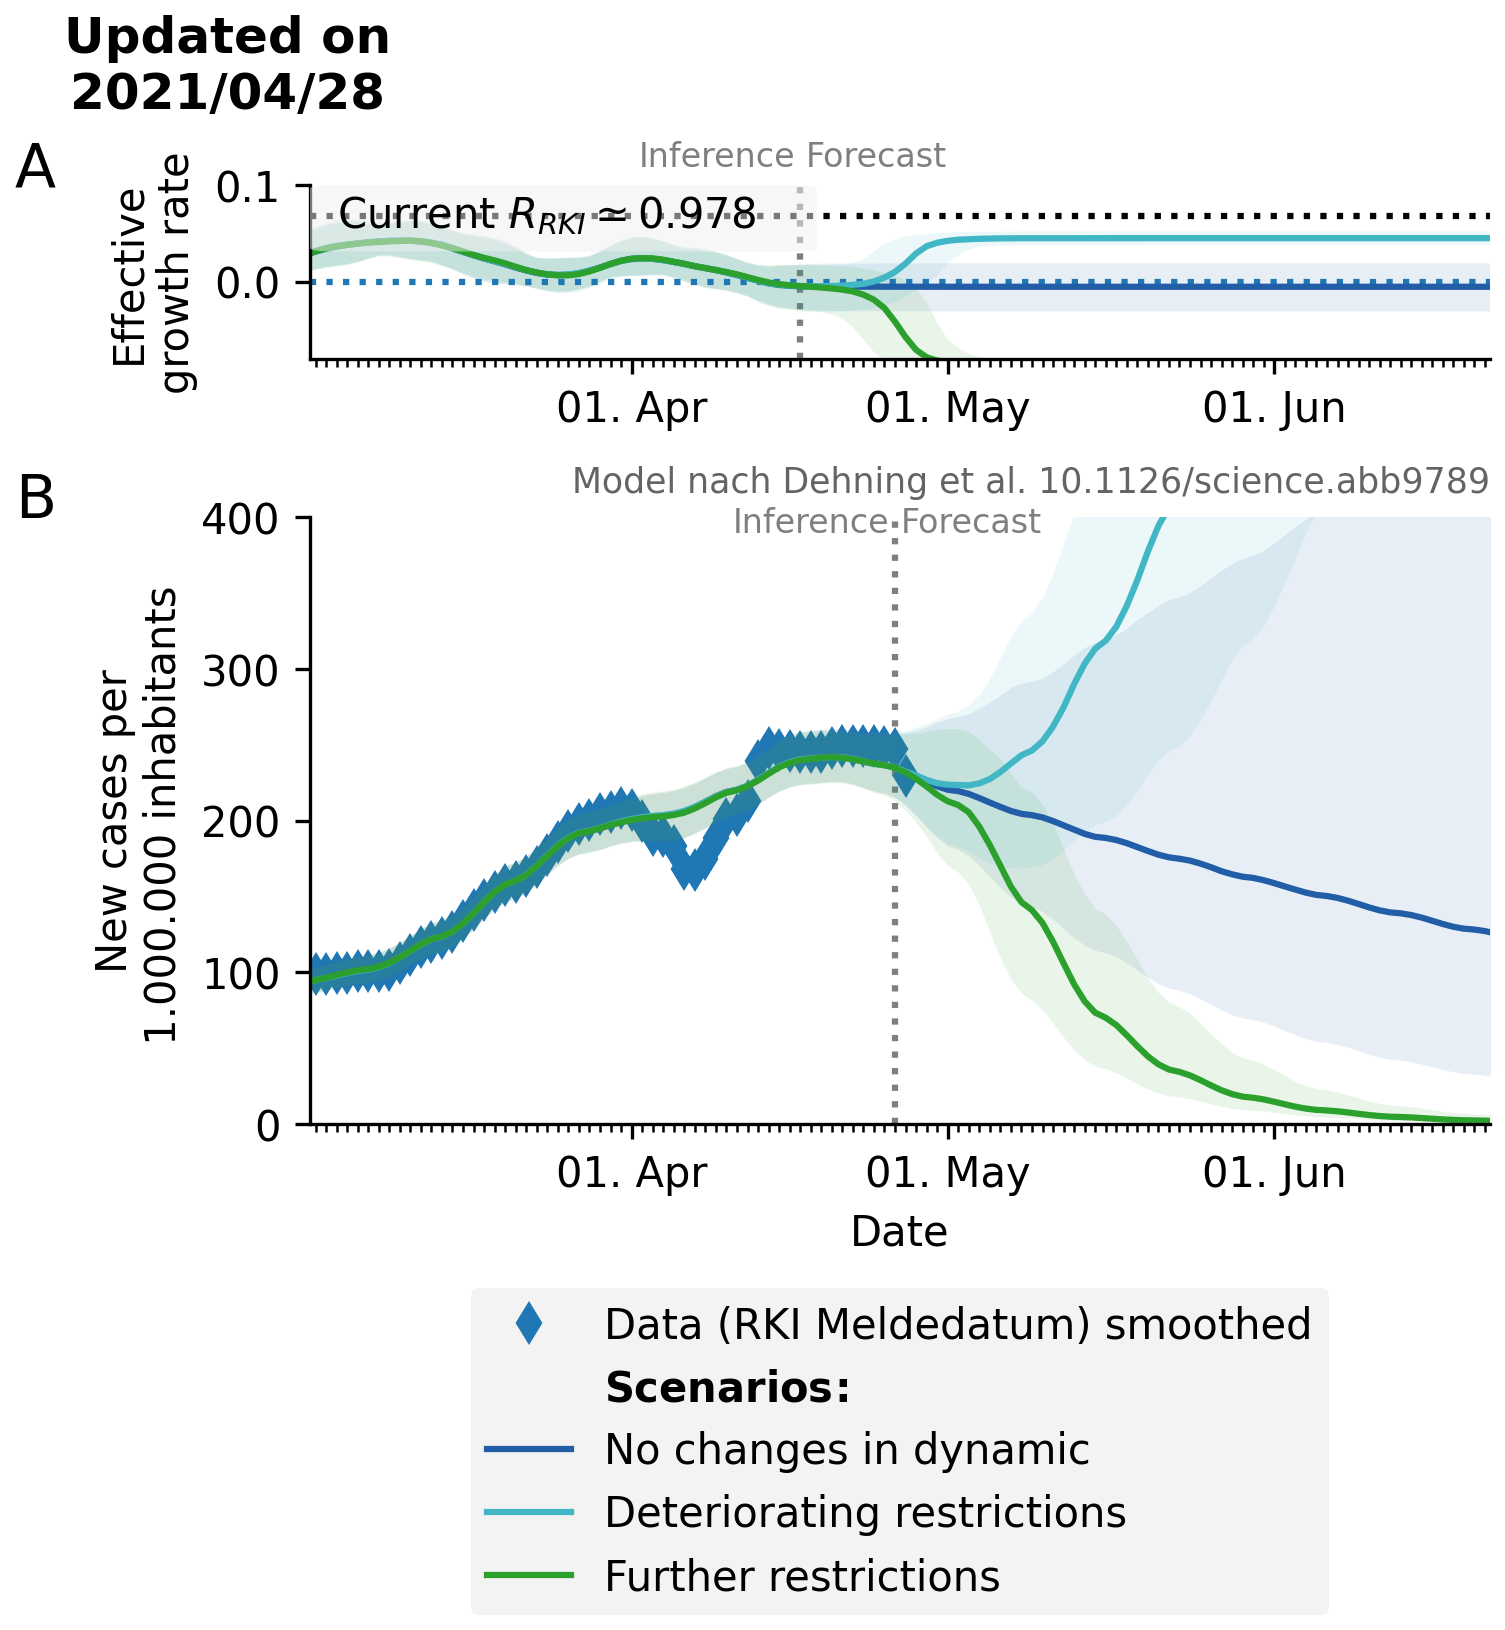 Updated on
2021/04/28
A
Inference Forecast
Effective
growth rate
0.1
0.0
Current R_RKI ≃ 0.978
01. Apr
01. May
01. Jun
B
Model nach Dehning et al. 10.1126/science.abb9789
Inference Forecast
New cases per
1.000.000 inhabitants
400
300
200
100
0
01. Apr
01. May
01. Jun
Date
Data (RKI Meldedatum) smoothed
Scenarios:
No changes in dynamic
Deteriorating restrictions
Further restrictions